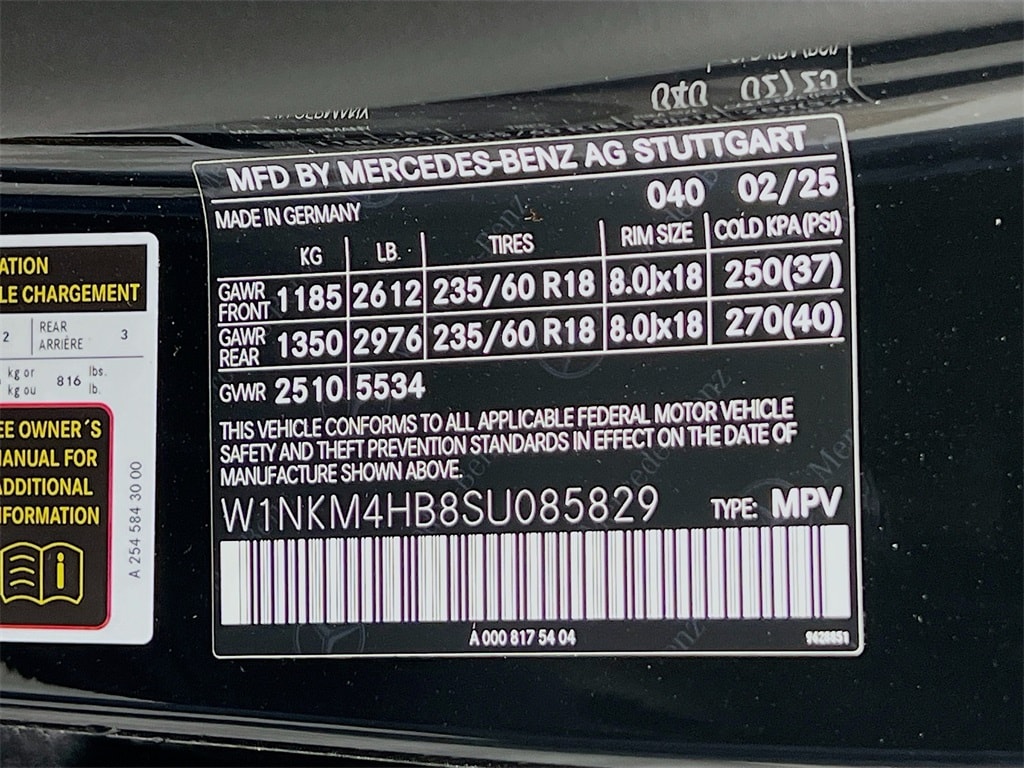 MFD BY MERCEDES-BENZ AG STUTTGART
MADE IN GERMANY 040 02/25
KG LB. TIRES RIM SIZE COLD KPA(PSI)
GAWR FRONT 1185 2612 235/60 R18 8.0Jx18 250(37)
GAWR REAR 1350 2976 235/60 R18 8.0Jx18 270(40)
GVWR 2510 5534
THIS VEHICLE CONFORMS TO ALL APPLICABLE FEDERAL MOTOR VEHICLE
SAFETY AND THEFT PREVENTION STANDARDS IN EFFECT ON THE DATE OF
MANUFACTURE SHOWN ABOVE.
W1NKM4HB8SU085829 TYPE: MPV
A 000 817 54 04 9628851
ATION
LE CHARGEMENT
2 REAR ARRIÈRE 3
kg or lbs.
kg ou 816 lb.
EE OWNER´S
ANUAL FOR
ADDITIONAL
NFORMATION
A 254 584 30 00